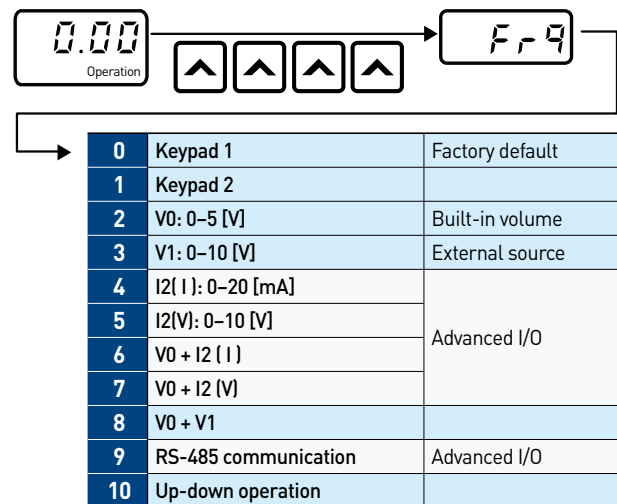 0.00
Operation
Frq
0 Keypad 1 Factory default
1 Keypad 2
2 V0: 0–5 [V] Built-in volume
3 V1: 0–10 [V] External source
4 I2( I ): 0–20 [mA]
5 I2(V): 0–10 [V]
Advanced I/O
6 V0 + I2 ( I )
7 V0 + I2 (V)
8 V0 + V1
9 RS-485 communication Advanced I/O
10 Up-down operation